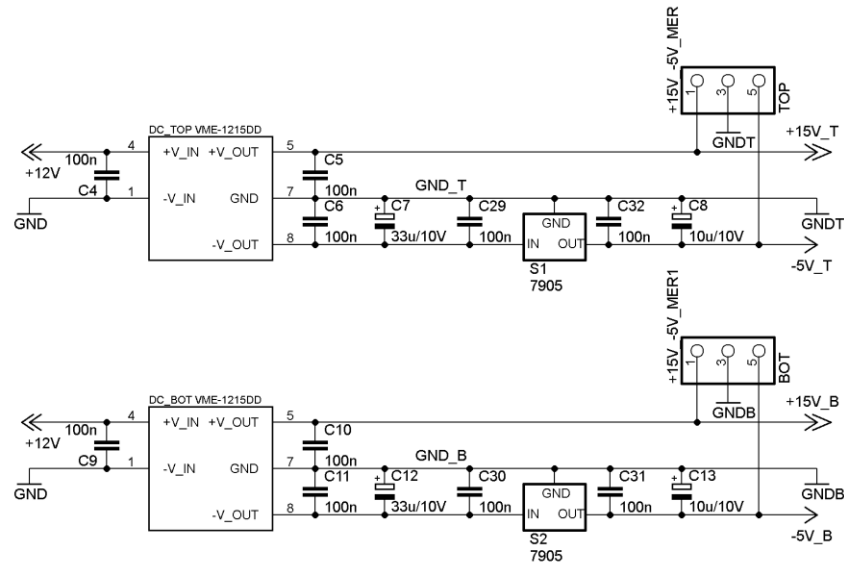 +15V -5V_MER
1
3
5
TOP
GNDT
DC_TOP VME-1215DD
4
+V_IN
+V_OUT
5
+15V_T
100n
+12V
C5
C4
1
-V_IN
GND
7
100n
GND_T
GND
C6
C7
C29
GND
C32
C8
GNDT
-V_OUT
8
100n
+
33u/10V
100n
IN
OUT
100n
+
10u/10V
-5V_T
S1
7905
+15V -5V_MER1
1
3
5
BOT
GNDB
DC_BOT VME-1215DD
4
+V_IN
+V_OUT
5
+15V_B
100n
+12V
C10
C9
1
-V_IN
GND
7
100n
GND_B
GND
C11
C12
C30
GND
C31
C13
GNDB
-V_OUT
8
100n
+
33u/10V
100n
IN
OUT
100n
+
10u/10V
-5V_B
S2
7905